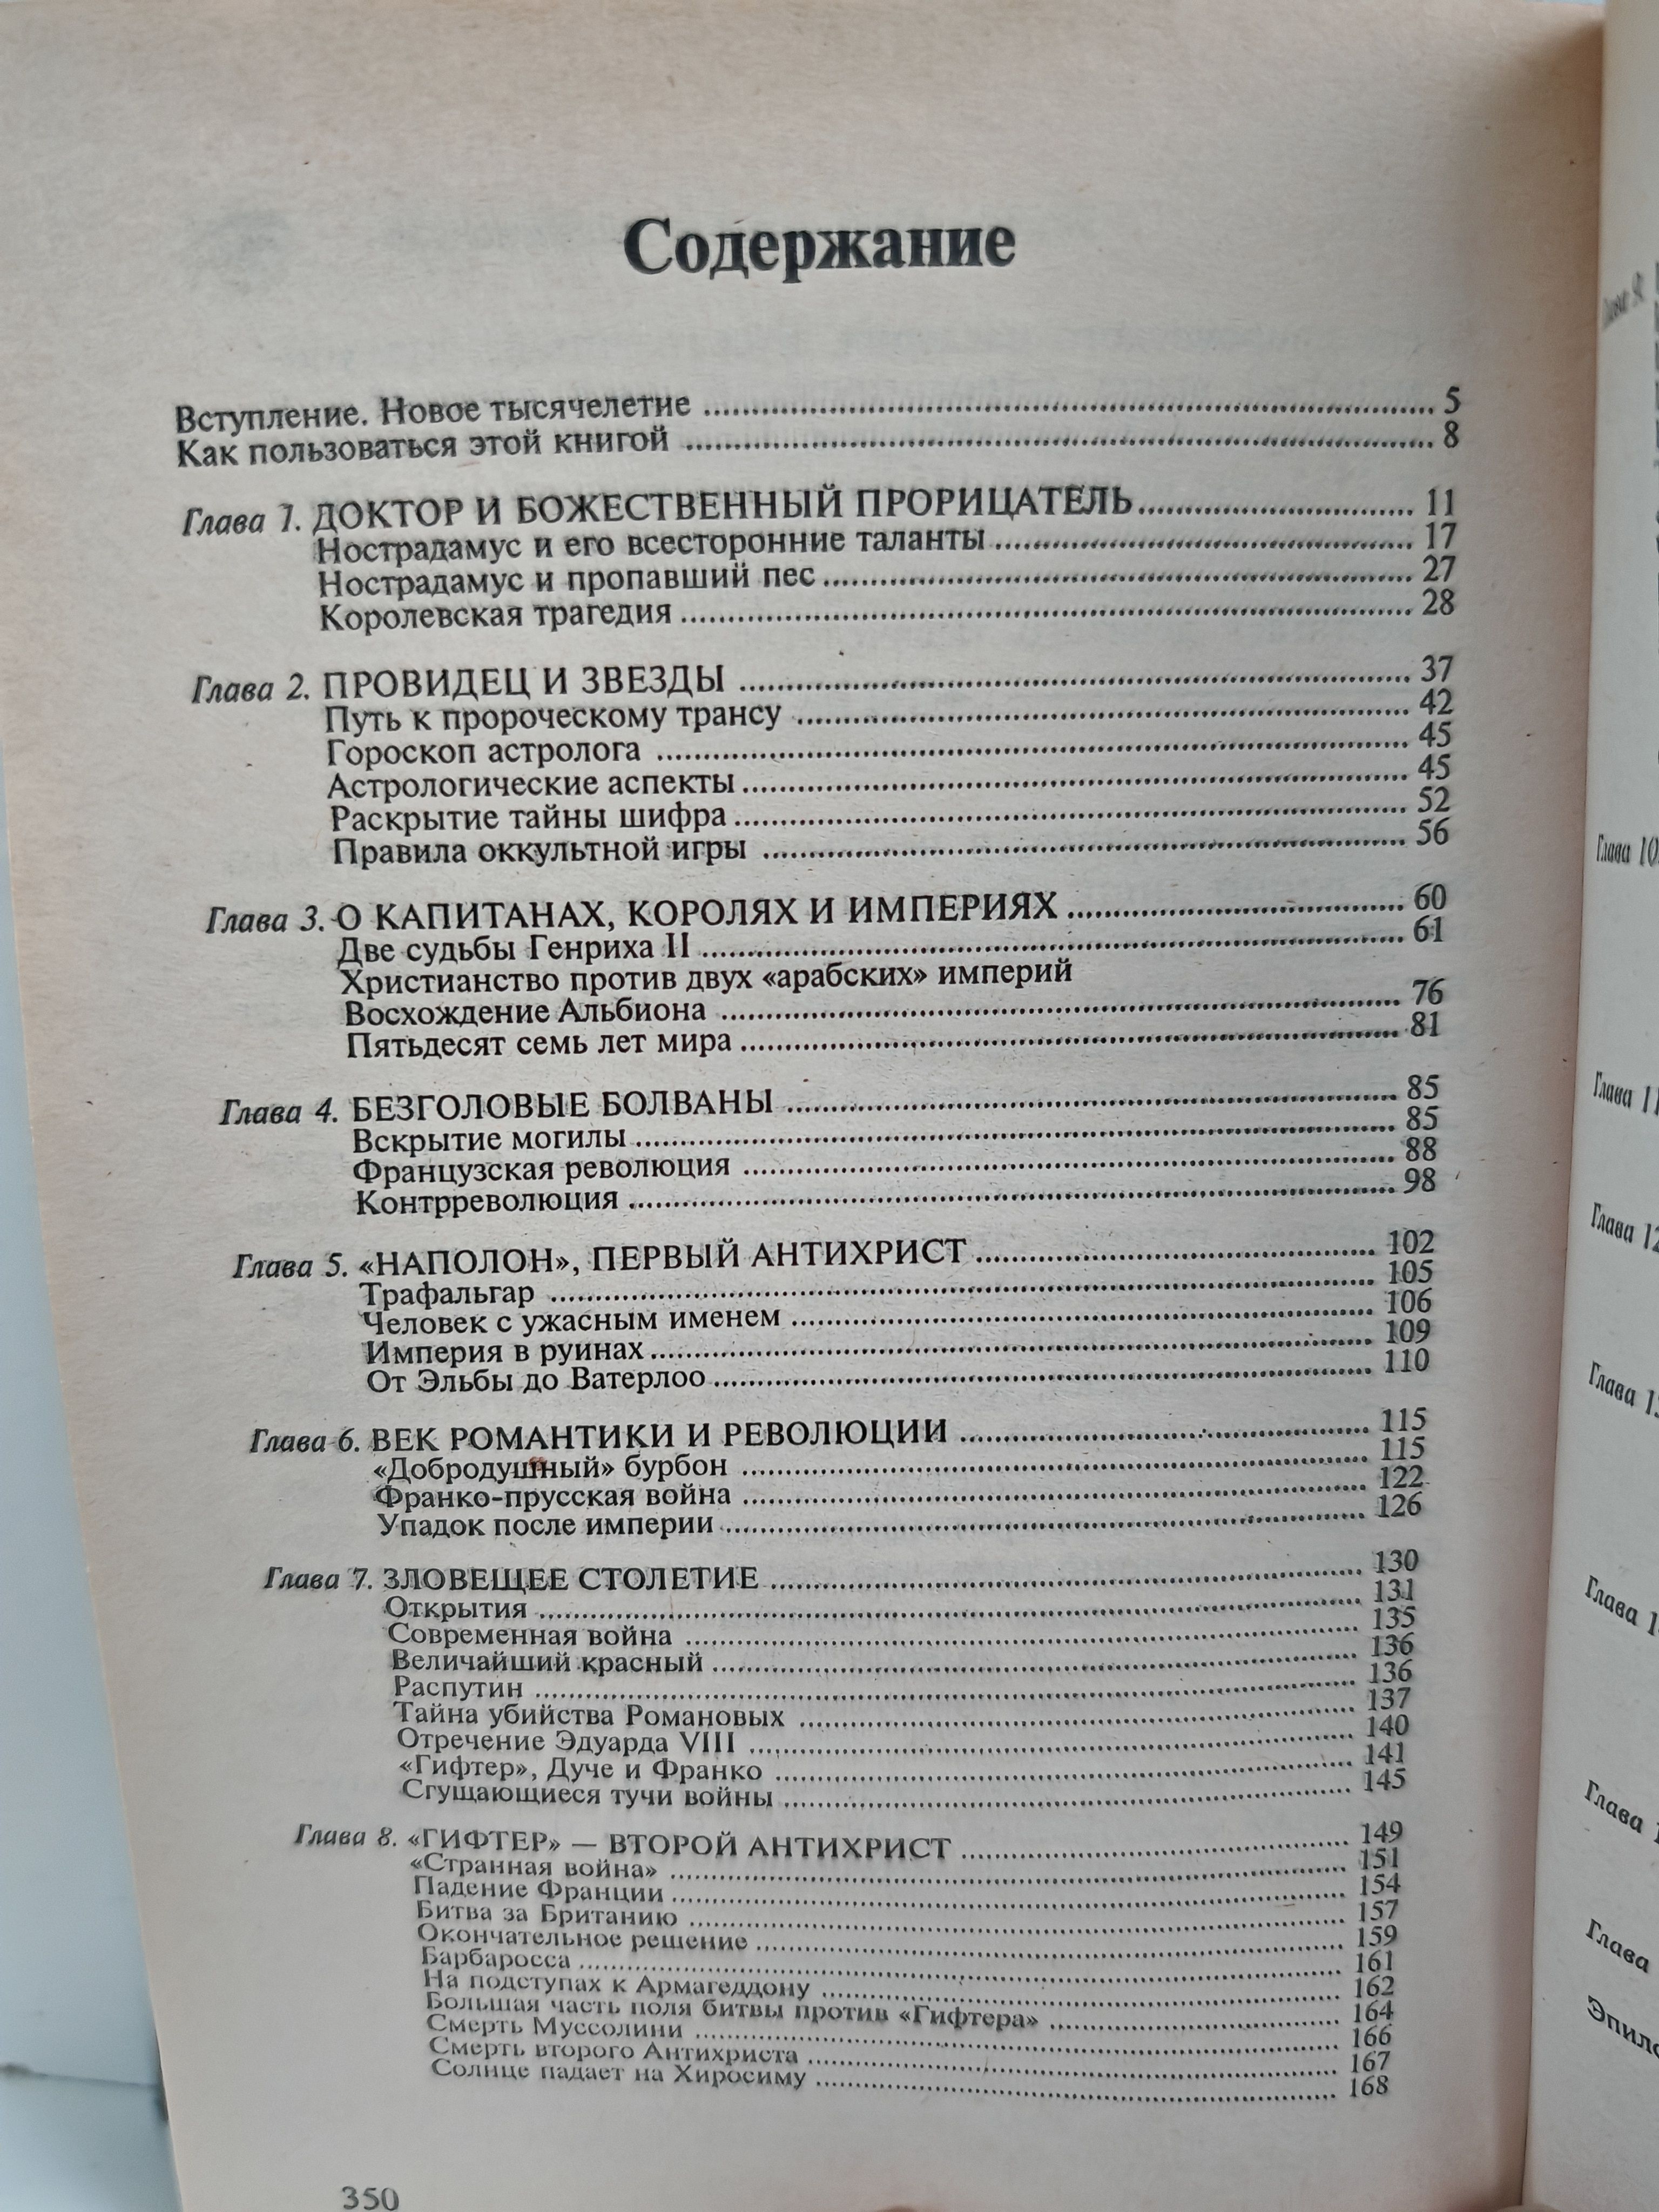 Содержание
Вступление. Новое тысячелетие ........ 5
Как пользоваться этой книгой ........ 8
Глава 1. ДОКТОР И БОЖЕСТВЕННЫЙ ПРОРИЦАТЕЛЬ ........ 11
Нострадамус и его всесторонние таланты ........ 17
Нострадамус и пропавший пес ........ 27
Королевская трагедия ........ 28
Глава 2. ПРОВИДЕЦ И ЗВЕЗДЫ ........ 37
Путь к пророческому трансу ........ 42
Гороскоп астролога ........ 45
Астрологические аспекты ........ 45
Раскрытие тайны шифра ........ 52
Правила оккультной игры ........ 56
Глава 3. О КАПИТАНАХ, КОРОЛЯХ И ИМПЕРИЯХ ........ 60
Две судьбы Генриха II ........ 61
Христианство против двух «арабских» империй
Восхождение Альбиона ........ 76
Пятьдесят семь лет мира ........ 81
Глава 4. БЕЗГОЛОВЫЕ БОЛВАНЫ ........ 85
Вскрытие могилы ........ 85
Французская революция ........ 88
Контрреволюция ........ 98
Глава 5. «НАПОЛОН», ПЕРВЫЙ АНТИХРИСТ ........ 102
Трафальгар ........ 105
Человек с ужасным именем ........ 106
Империя в руинах ........ 109
От Эльбы до Ватерлоо ........ 110
Глава 6. ВЕК РОМАНТИКИ И РЕВОЛЮЦИИ ........ 115
«Добродушный» бурбон ........ 115
Франко-прусская война ........ 122
Упадок после империи ........ 126
Глава 7. ЗЛОВЕЩЕЕ СТОЛЕТИЕ ........ 130
Открытия ........ 131
Современная война ........ 135
Величайший красный ........ 136
Распутин ........ 136
Тайна убийства Романовых ........ 137
Отречение Эдуарда VIII ........ 140
«Гифтер», Дуче и Франко ........ 141
Сгущающиеся тучи войны ........ 145
Глава 8. «ГИФТЕР» — ВТОРОЙ АНТИХРИСТ ........ 149
«Странная война» ........ 151
Падение Франции ........ 154
Битва за Британию ........ 157
Окончательное решение ........ 159
Барбаросса ........ 161
На подступах к Армагеддону ........ 162
Большая часть поля битвы против «Гифтера» ........ 164
Смерть Муссолини ........ 166
Смерть второго Антихриста ........ 167
Солнце падает на Хиросиму ........ 168
350
Глава 10
Глава 11
Глава 12
Глава
Глава
Глава
Глава